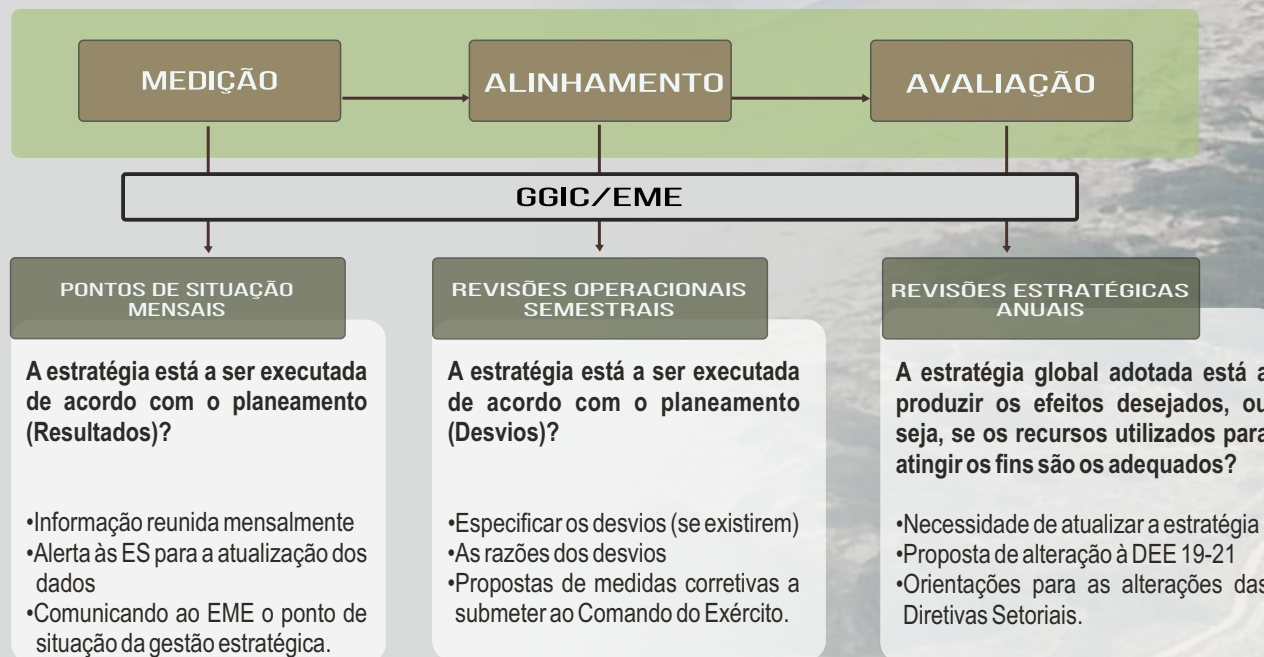 MEDIÇÃO
ALINHAMENTO
AVALIAÇÃO
GGIC/EME
PONTOS DE SITUAÇÃO
MENSAIS
A estratégia está a ser executada
de acordo com o planeamento
(Resultados)?
•Informação reunida mensalmente
•Alerta às ES para a atualização dos
dados
•Comunicando ao EME o ponto de
situação da gestão estratégica.
REVISÕES OPERACIONAIS
SEMESTRAIS
A estratégia está a ser executada
de acordo com o planeamento
(Desvios)?
•Especificar os desvios (se existirem)
•As razões dos desvios
•Propostas de medidas corretivas a
submeter ao Comando do Exército.
REVISÕES ESTRATÉGICAS
ANUAIS
A estratégia global adotada está a
produzir os efeitos desejados, ou
seja, se os recursos utilizados para
atingir os fins são os adequados?
•Necessidade de atualizar a estratégia
•Proposta de alteração à DEE 19-21
•Orientações para as alterações das
Diretivas Setoriais.